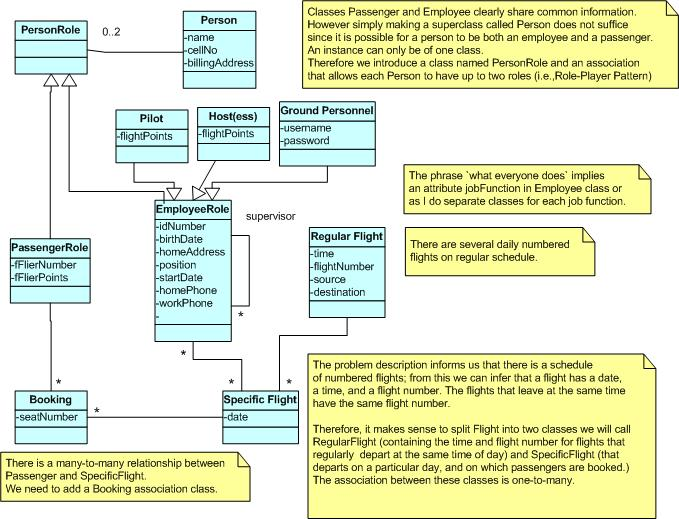 PersonRole
0..2
Person
-name
-cellNo
-billingAddress
Classes Passenger and Employee clearly share common information.
However simply making a superclass called Person does not suffice
since it is possible for a person to be both an employee and a passenger.
An instance can only be of one class.
Therefore we introduce a class named PersonRole and an association
that allows each Person to have up to two roles (i.e.,Role-Player Pattern)
Pilot
-flightPoints
Host(ess)
-flightPoints
Ground Personnel
-username
-password
The phrase `what everyone does` implies
an attribute jobFunction in Employee class or
as I do separate classes for each job function.
EmployeeRole
-idNumber
-birthDate
-homeAddress
-position
-startDate
-homePhone
-workPhone
-
supervisor
*
*
PassengerRole
-fFlierNumber
-fFlierPoints
*
Regular Flight
-time
-flightNumber
-source
-destination
There are several daily numbered
flights on regular schedule.
*
*
Booking
-seatNumber
*
Specific Flight
-date
The problem description informs us that there is a schedule
of numbered flights; from this we can infer that a flight has a date,
a time, and a flight number. The flights that leave at the same time
have the same flight number.
Therefore, it makes sense to split Flight into two classes we will call
RegularFlight (containing the time and flight number for flights that
regularly depart at the same time of day) and SpecificFlight (that
departs on a particular day, and on which passengers are booked.)
The association between these classes is one-to-many.
There is a many-to-many relationship between
Passenger and SpecificFlight.
We need to add a Booking association class.